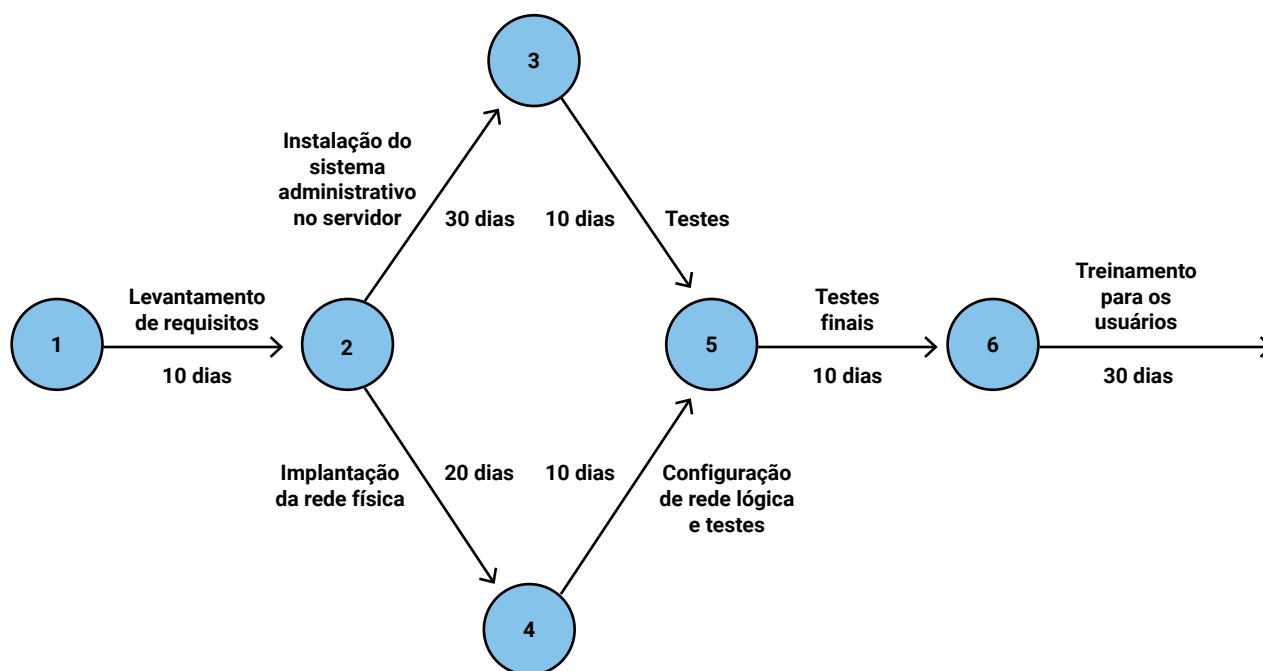 3
Instalação do
sistema
administrativo
no servidor
30 dias
10 dias
Testes
1
Levantamento
de requisitos
10 dias
2
5
Testes
finais
10 dias
6
Treinamento
para os
usuários
30 dias
Implantação
da rede física
20 dias
10 dias
Configuração
de rede lógica
e testes
4